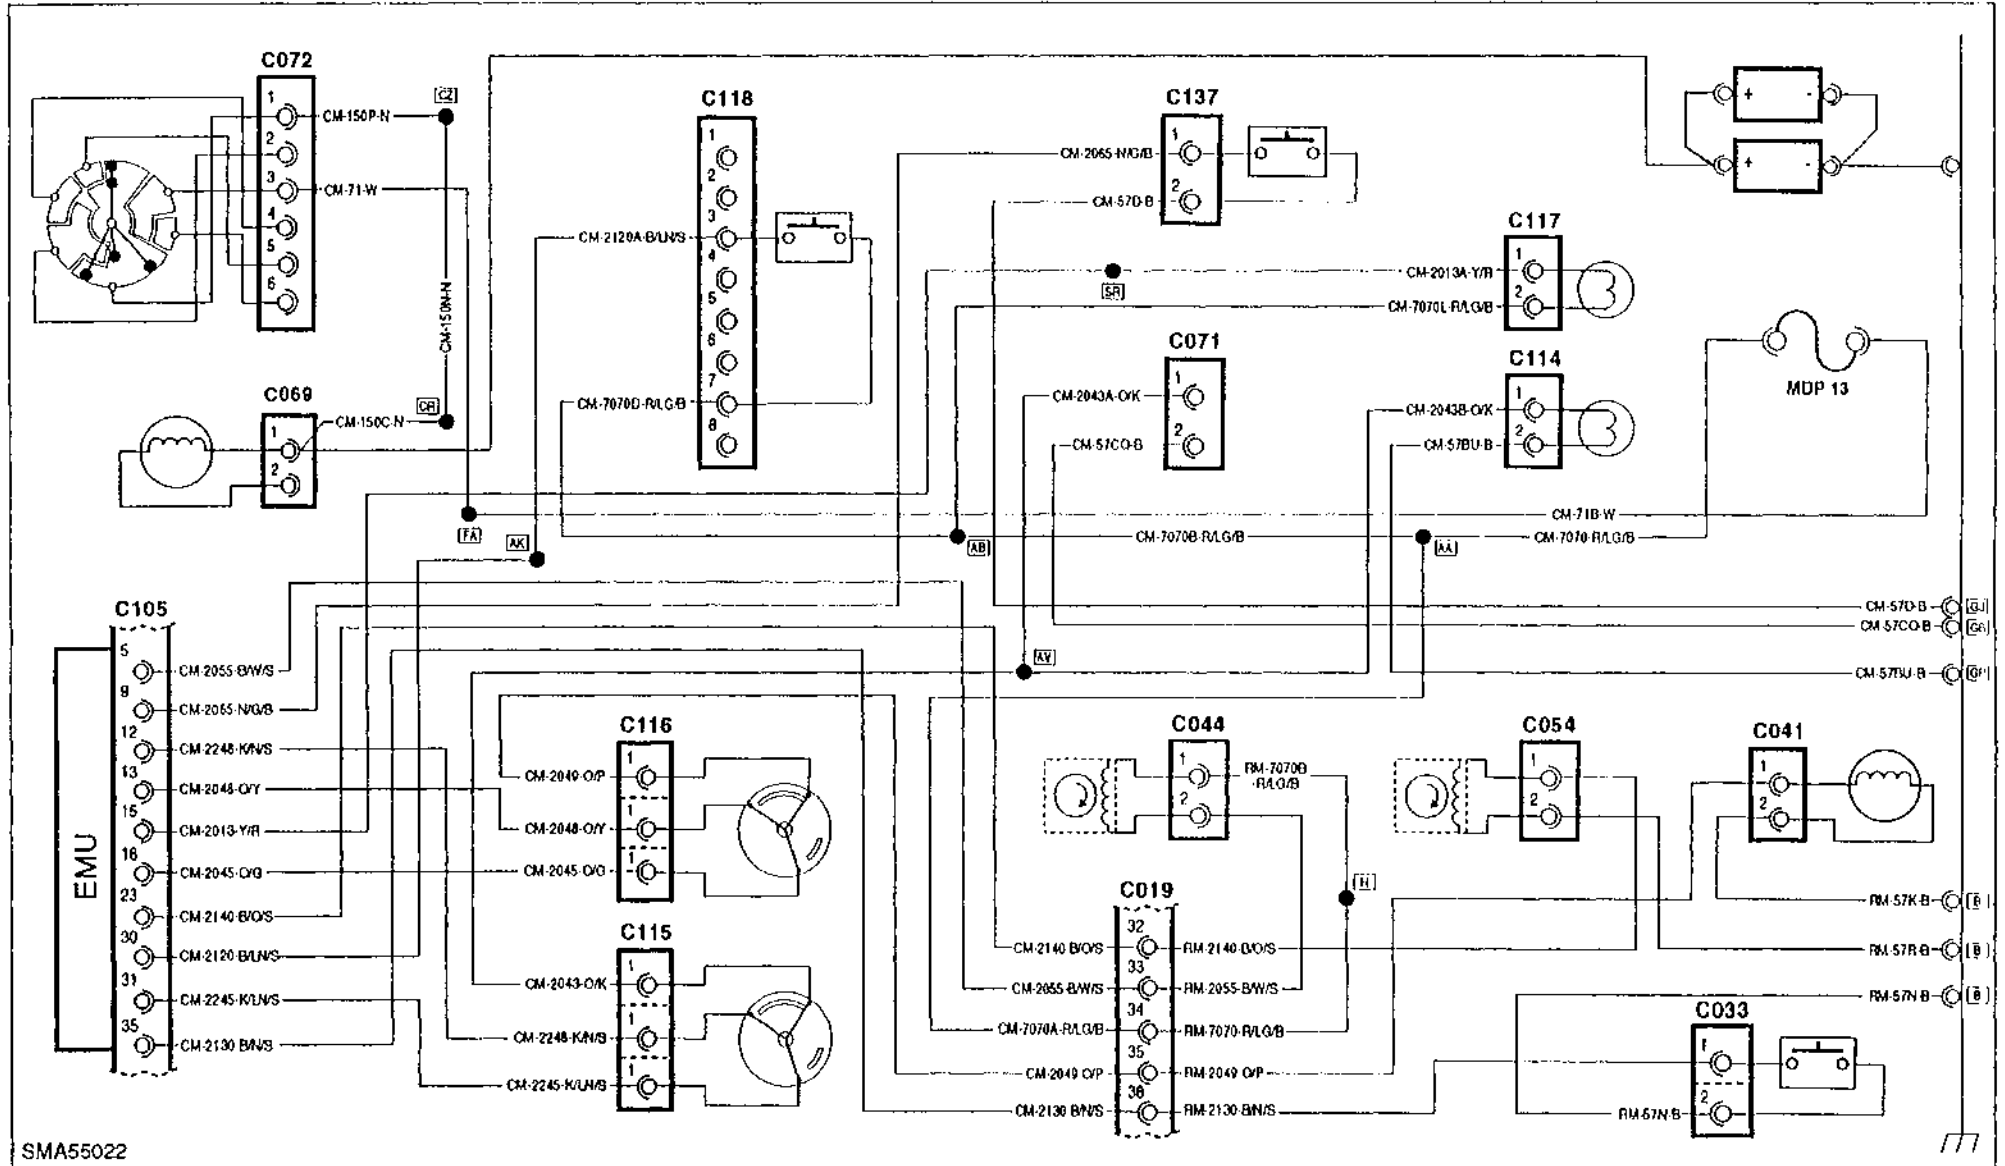 C072
1
2
3
4
5
6
CM-150P-N
CZ
CM-71-W
CM-150N-N
C069
1
2
CR
CM-150C-N
FA
AK
C118
1
2
3
4
5
6
7
8
CM-2120A-B/LN/S
CM-7070D-R/LG/B
C137
1
2
CM-2065-N/G/B
CM-57D-B
SR
C117
1
2
CM-2013A-Y/R
CM-7070L-R/LG/B
C071
1
2
CM-2043A-O/K
CM-57CO-B
C114
1
2
CM-2043B-O/K
CM-57BU-B
+ -
+ -
MDP 13
CM-71B-W
AB
CM-7070B-R/LG/B
AA
CM-7070-R/LG/B
CM-57D-B
CM-57CO-B
CM-57BU-B
AV
C105
EMU
5
CM-2055-B/W/S
9
CM-2065-N/G/B
12
CM-2248-K/N/S
13
CM-2048-O/Y
15
CM-2013-Y/R
16
CM-2045-O/G
23
CM-2140-B/O/S
30
CM-2120-B/LN/S
31
CM-2245-K/LN/S
35
CM-2130 B/N/S
C116
1
1
1
CM-2049-O/P
CM-2048-O/Y
CM-2045-O/G
C115
1
1
1
CM-2043-O/K
CM-2248-K/N/S
CM-2245-K/LN/S
C044
1
2
RM-7070B
-R/LG/B
C054
1
2
C041
1
2
H
RM-57K-B
B
RM-57R-B
B
RM-57N-B
B
C019
32
CM-2140-B/O/S
RM-2140-B/O/S
33
CM-2055-B/W/S
RM-2055-B/W/S
34
CM-7070A-R/LG/B
RM-7070-R/LG/B
35
CM-2049 O/P
RM-2049 O/P
36
CM-2130 B/N/S
RM-2130-B/N/S
C033
1
2
RM-57N-B
SMA55022